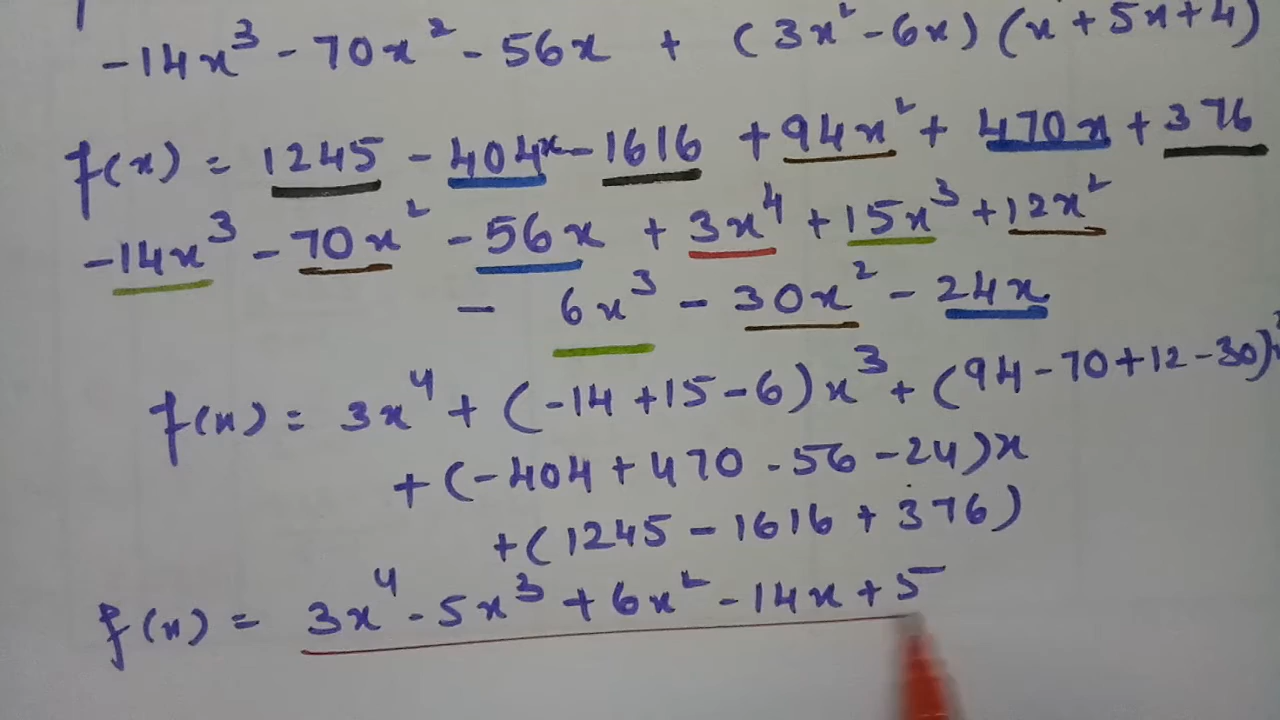 -14x³ - 70x² - 56x + (3x² - 6x) (x + 5x + 4)
f(x) = 1245 - 404x - 1616 + 94x² + 470x + 376
-14x³ - 70x² - 56x + 3x⁴ + 15x³ + 12x²
- 6x³ - 30x² - 24x
f(x) = 3x⁴ + (-14 + 15 - 6) x³ + (94 - 70 + 12 - 30)
+ (-404 + 470 - 56 - 24) x
+ (1245 - 1616 + 376)
f(x) = 3x⁴ - 5x³ + 6x² - 14x + 5